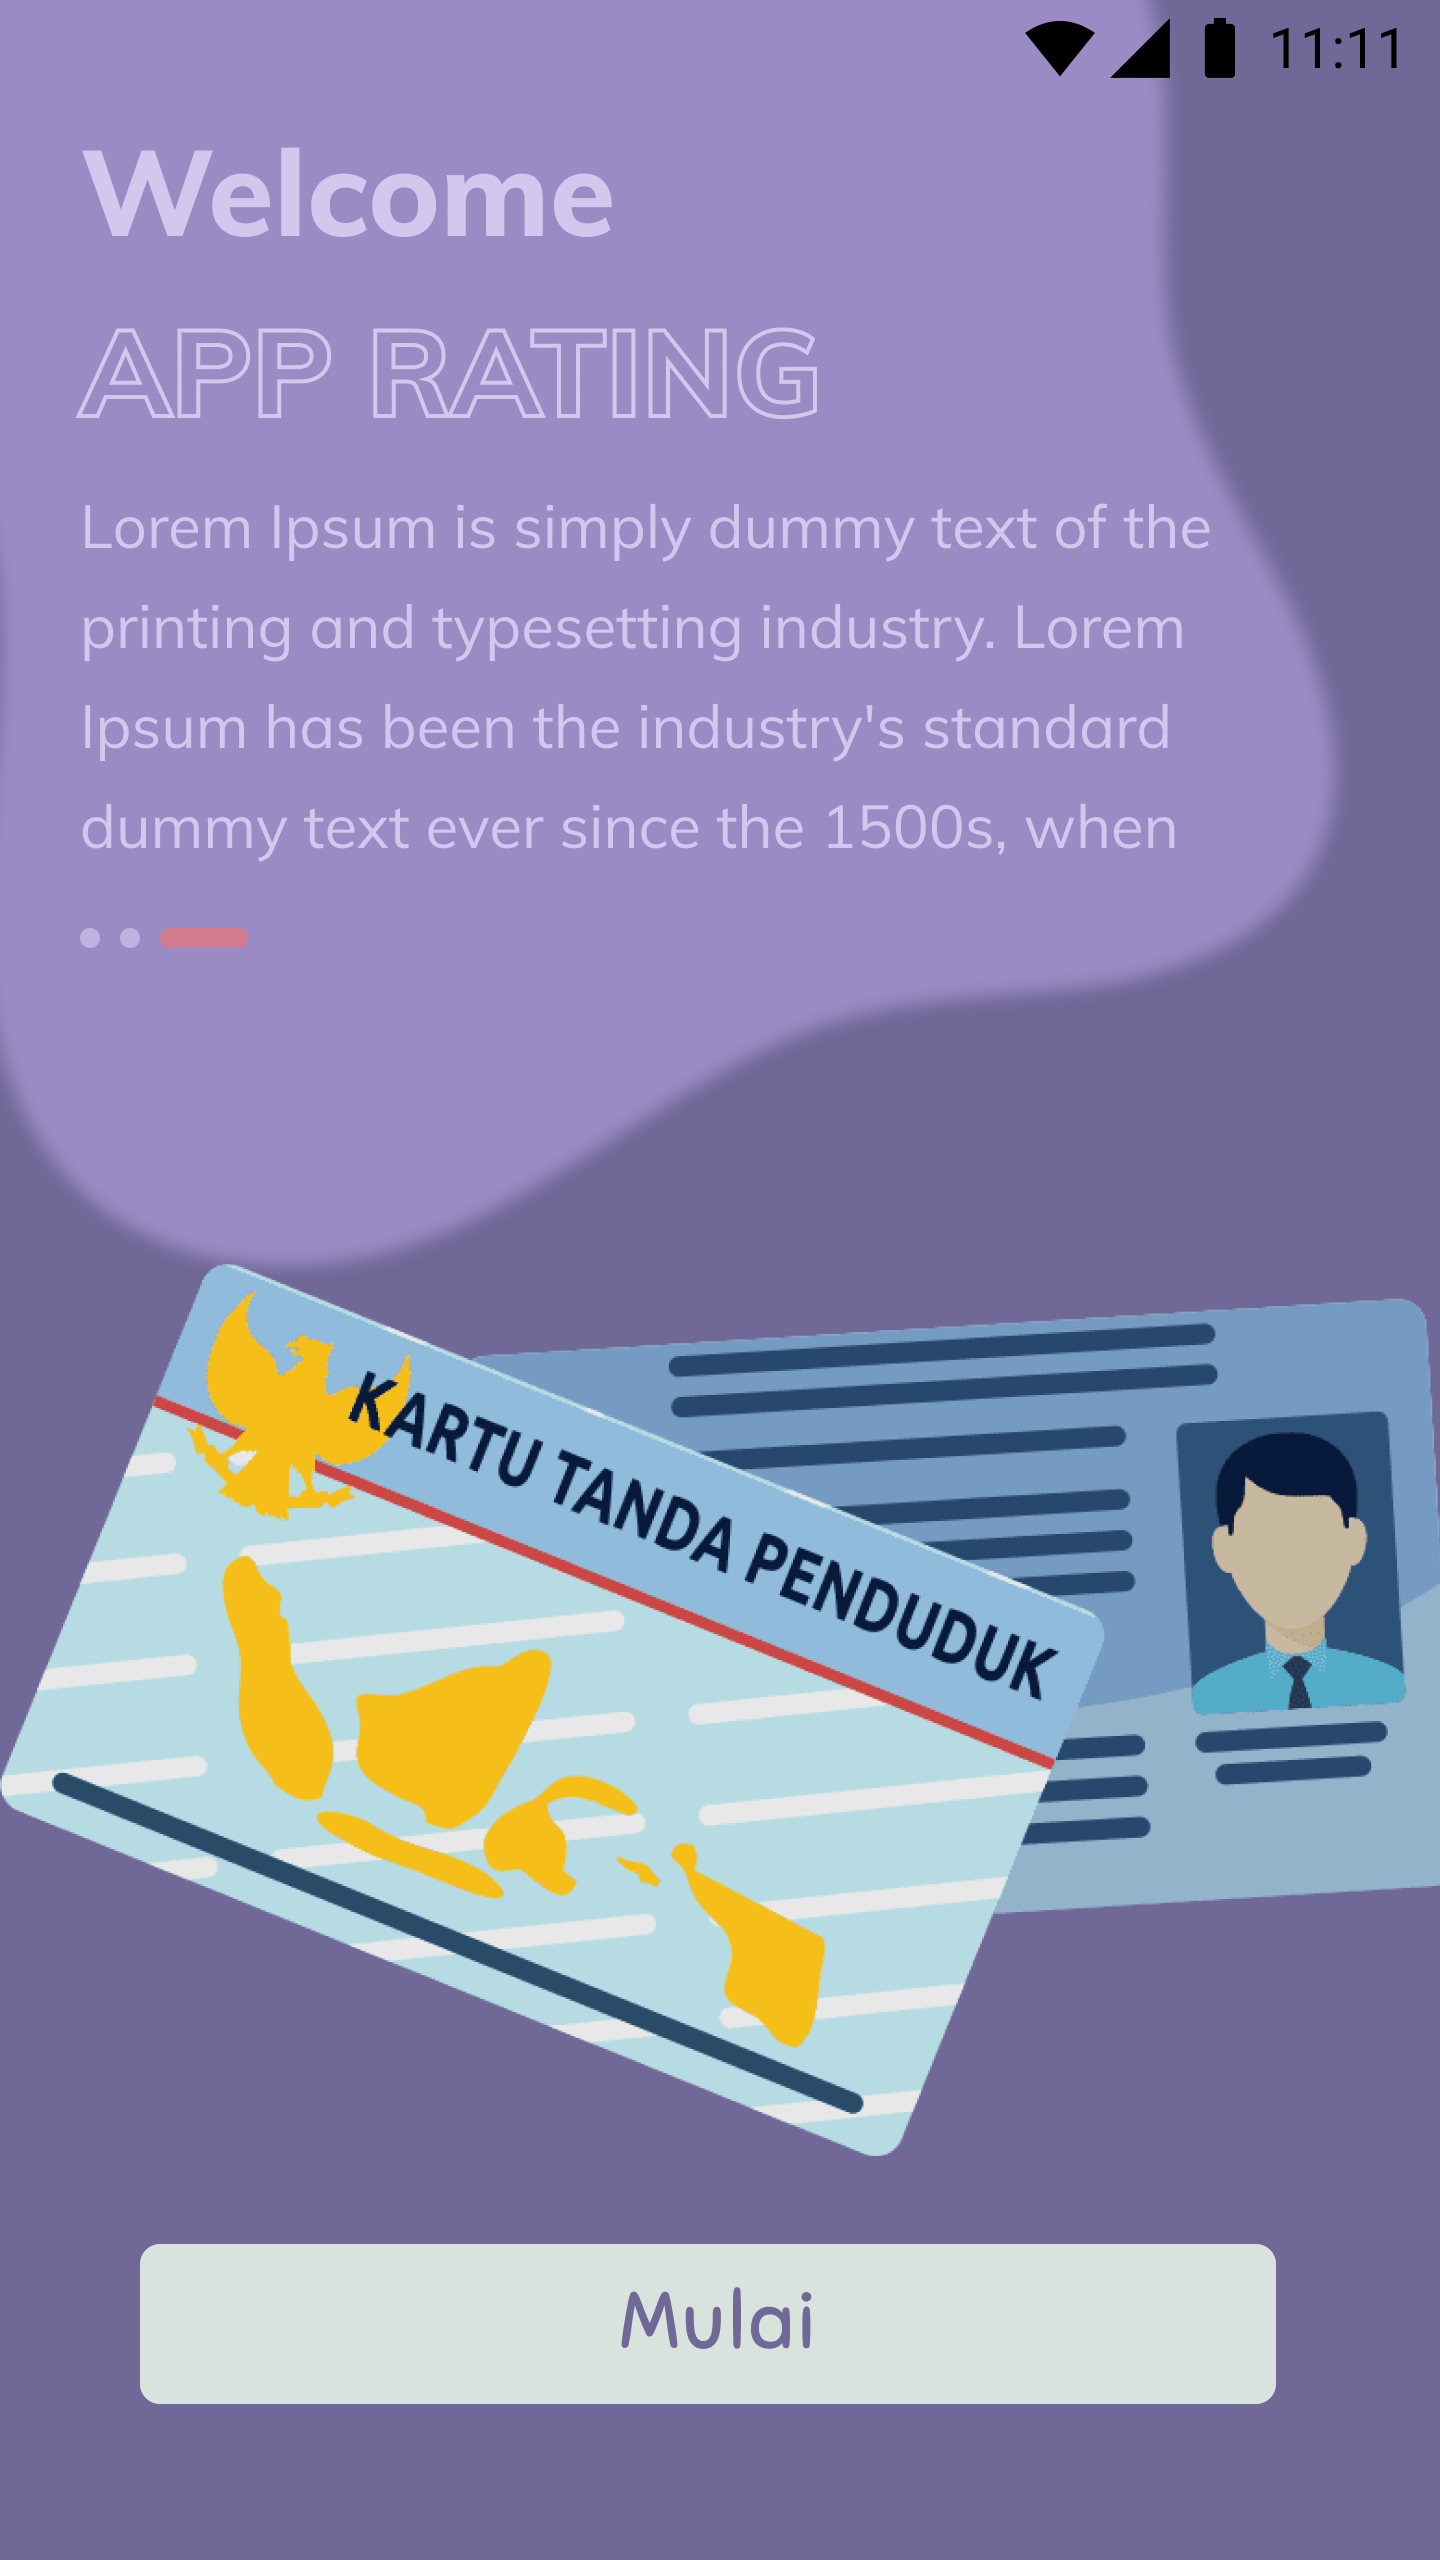 11:11
Welcome
APP RATING
Lorem Ipsum is simply dummy text of the
printing and typesetting industry. Lorem
Ipsum has been the industry's standard
dummy text ever since the 1500s, when
KARTU TANDA PENDUDUK
Mulai